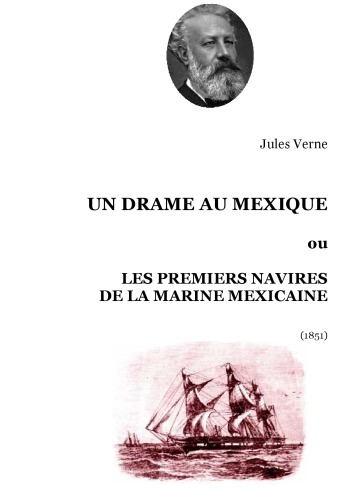 Jules Verne
UN DRAME AU MEXIQUE
ou
LES PREMIERS NAVIRES
DE LA MARINE MEXICAINE
(1851)